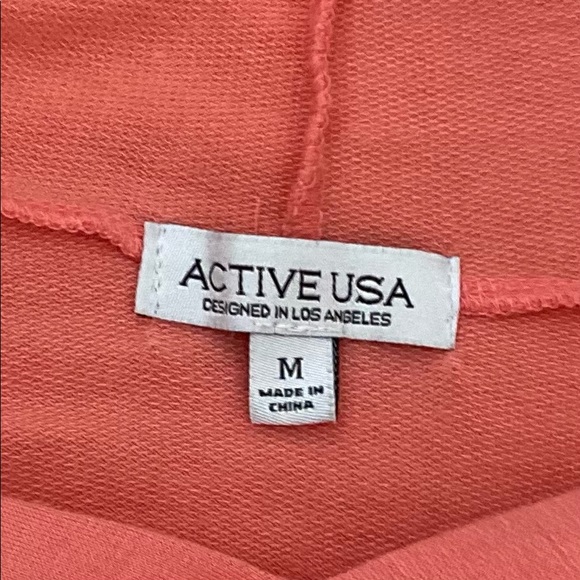 ACTIVE USA
DESIGNED IN LOS ANGELES
M
MADE IN
CHINA